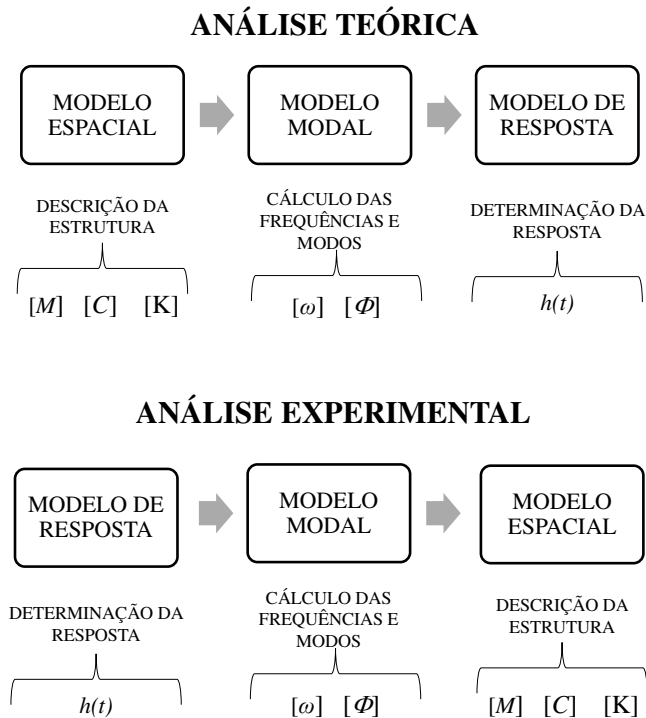 ANÁLISE TEÓRICA
MODELO
ESPACIAL
MODELO
MODAL
MODELO DE
RESPOSTA
DESCRIÇÃO DA
ESTRUTURA
CÁLCULO DAS
FREQUÊNCIAS E
MODOS
DETERMINAÇÃO DA
RESPOSTA
[M] [C] [K]
[ω] [Φ]
h(t)
ANÁLISE EXPERIMENTAL
MODELO DE
RESPOSTA
MODELO
MODAL
MODELO
ESPACIAL
DETERMINAÇÃO DA
RESPOSTA
CÁLCULO DAS
FREQUÊNCIAS E
MODOS
DESCRIÇÃO DA
ESTRUTURA
h(t)
[ω] [Φ]
[M] [C] [K]